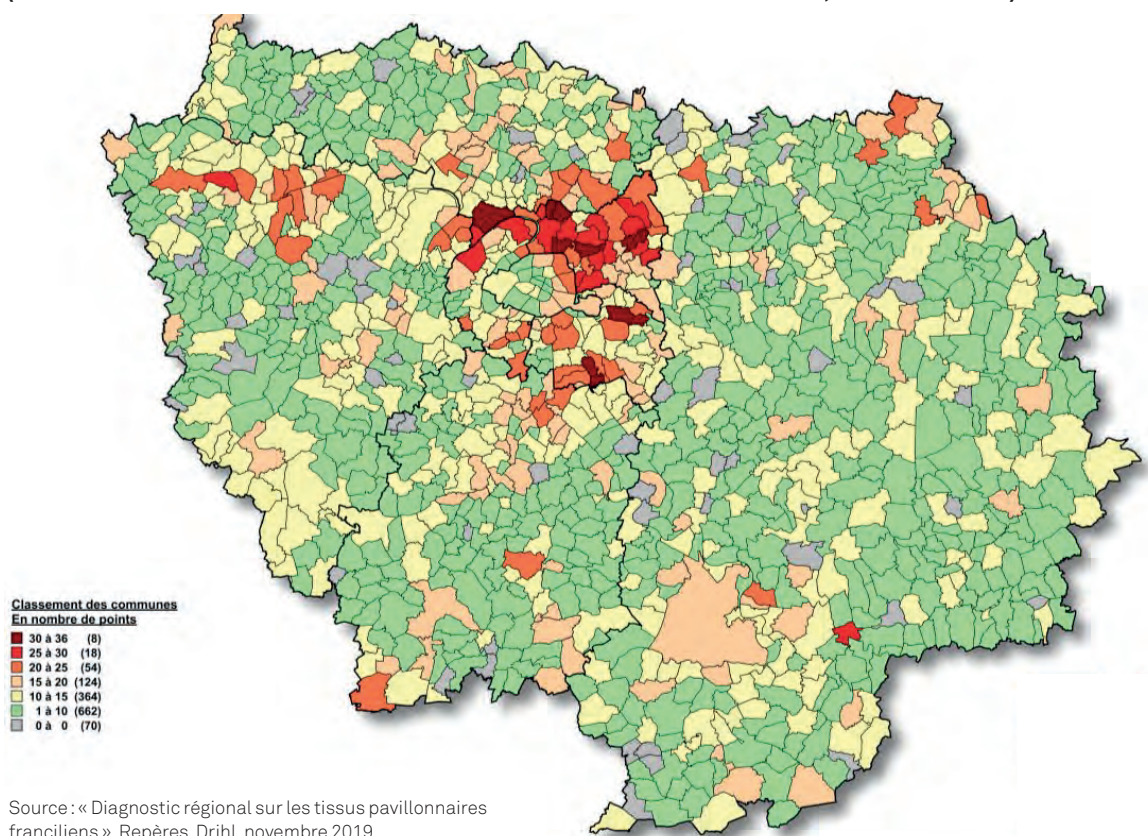 Classement des communes
En nombre de points
30 à 36 (8)
25 à 30 (18)
20 à 25 (54)
15 à 20 (124)
10 à 15 (364)
1 à 10 (662)
0 à 0 (70)
Source : « Diagnostic régional sur les tissus pavillonnaires
franciliens », Repères, Drihl, novembre 2019